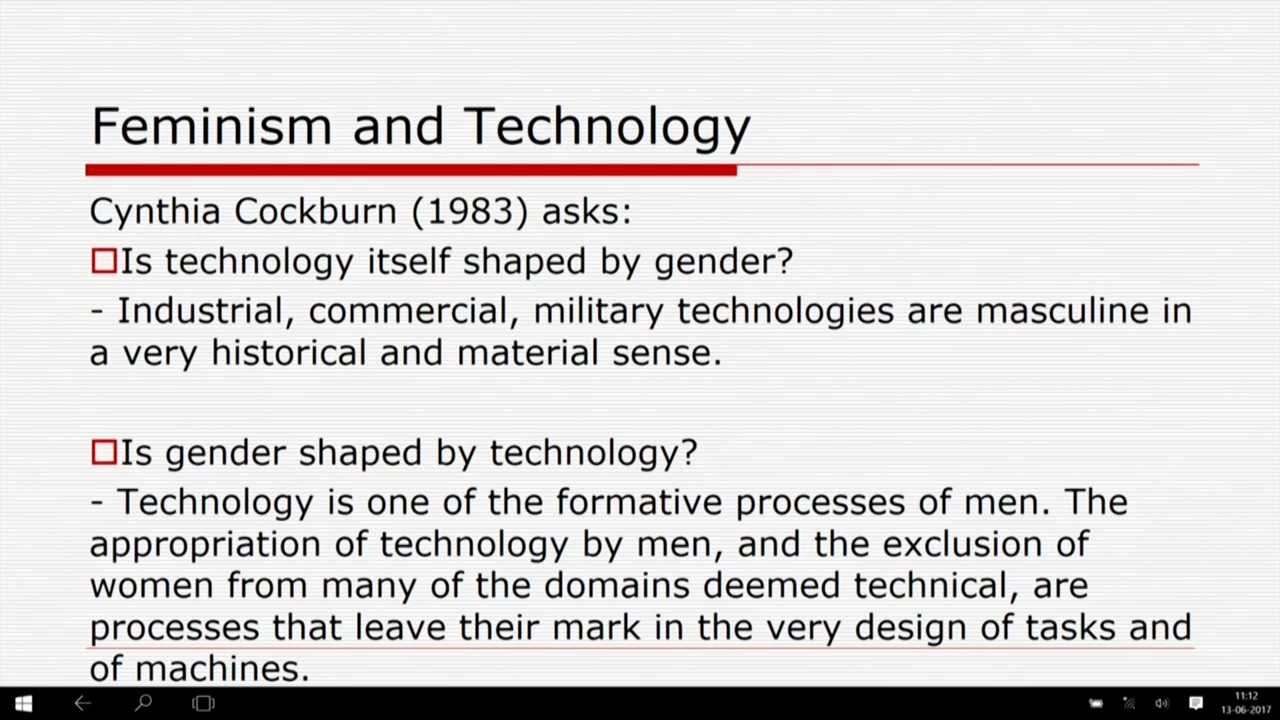 Feminism and Technology
Cynthia Cockburn (1983) asks:
Is technology itself shaped by gender?
- Industrial, commercial, military technologies are masculine in
a very historical and material sense.
Is gender shaped by technology?
- Technology is one of the formative processes of men. The
appropriation of technology by men, and the exclusion of
women from many of the domains deemed technical, are
processes that leave their mark in the very design of tasks and
of machines.
11:12
13-06-2017